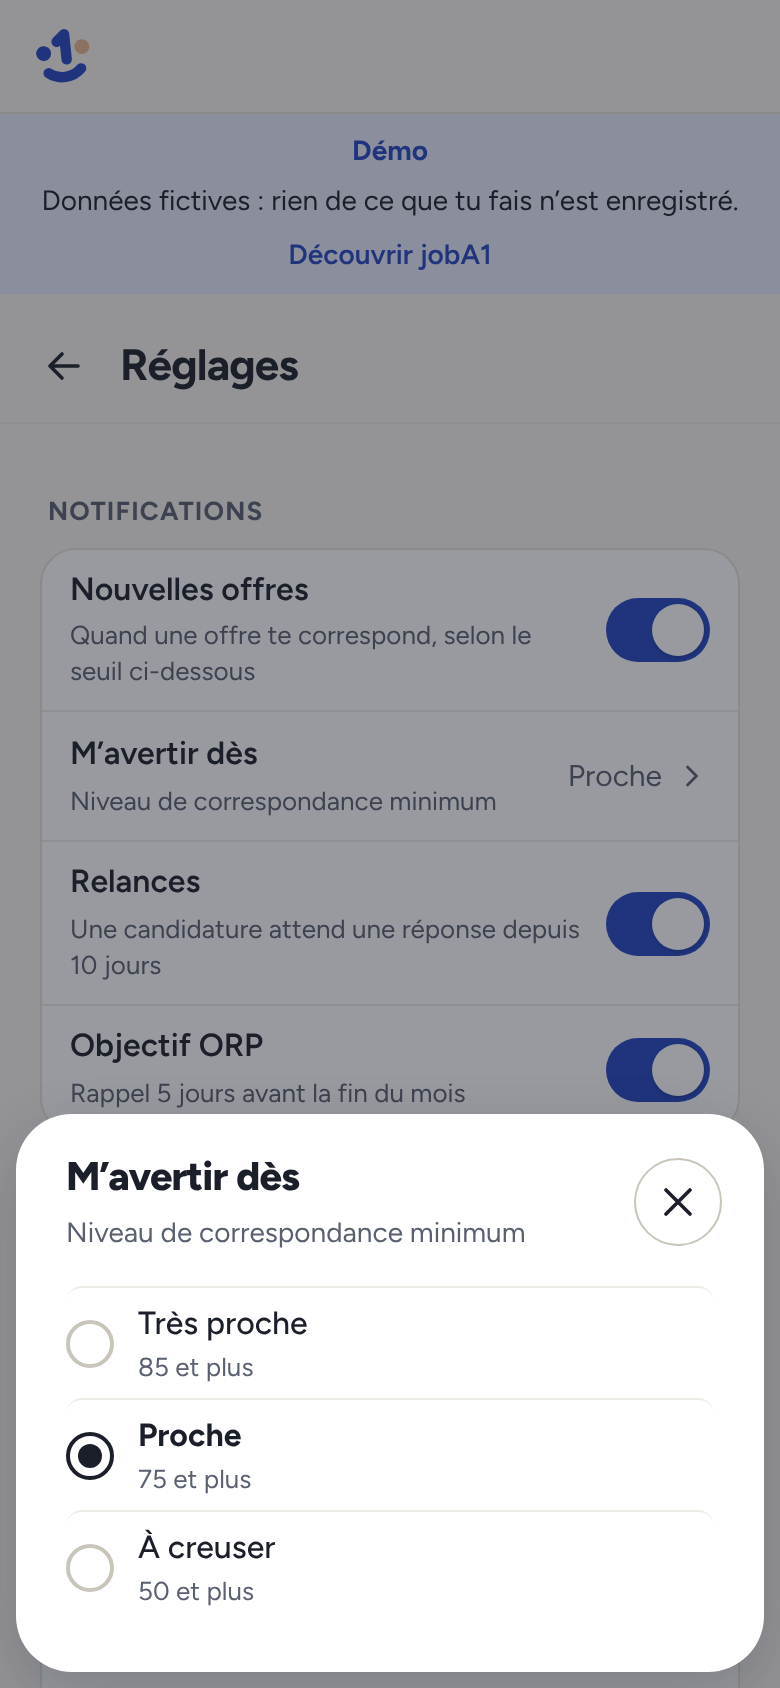 Démo
Données fictives : rien de ce que tu fais n’est enregistré.
Découvrir jobA1
Réglages
NOTIFICATIONS
Nouvelles offres
Quand une offre te correspond, selon le
seuil ci-dessous
M’avertir dès
Proche
Niveau de correspondance minimum
Relances
Une candidature attend une réponse depuis
10 jours
Objectif ORP
Rappel 5 jours avant la fin du mois
M’avertir dès
Niveau de correspondance minimum
Très proche
85 et plus
Proche
75 et plus
À creuser
50 et plus